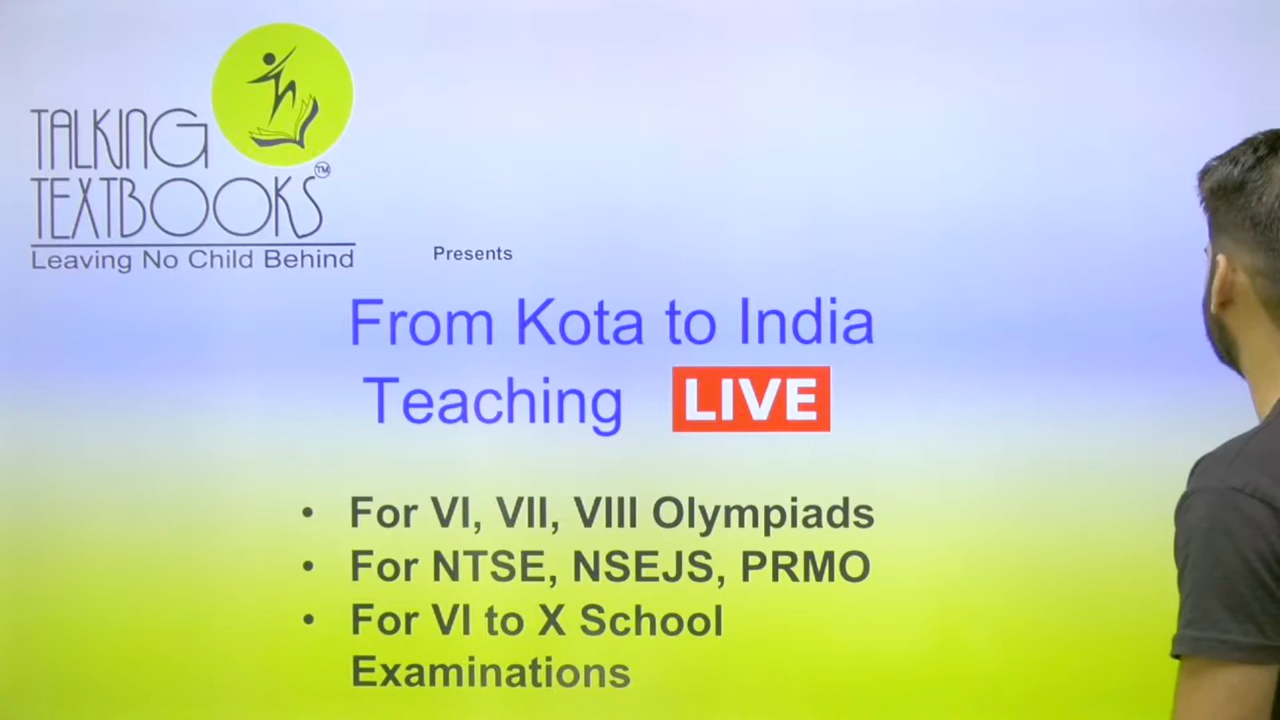 TALKING
TEXTBOOKS™
Leaving No Child Behind
Presents
From Kota to India
Teaching LIVE
• For VI, VII, VIII Olympiads
• For NTSE, NSEJS, PRMO
• For VI to X School
Examinations